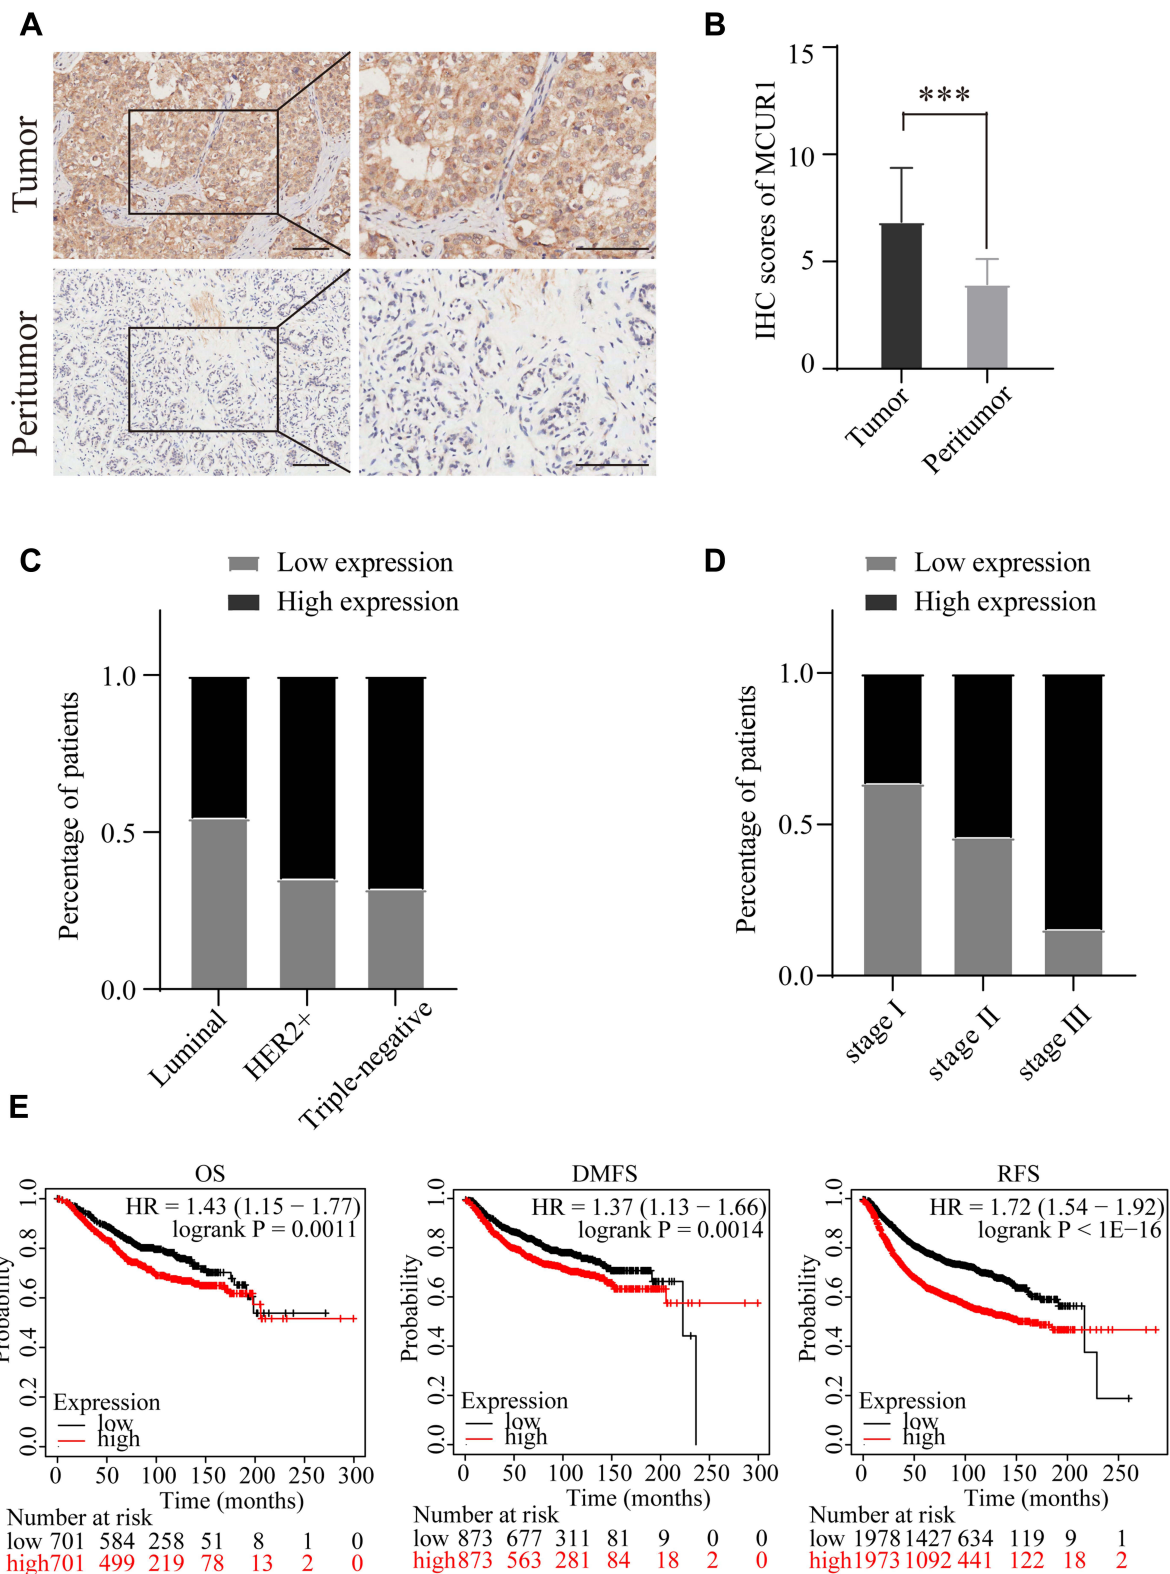 A
Tumor
Peritumor
B
IHC scores of MCUR1
15
10
5
0
***
Tumor
Peritumor
C
Low expression
High expression
Percentage of patients
1.0
0.5
0.0
Luminal
HER2+
Triple-negative
D
Low expression
High expression
Percentage of patients
1.0
0.5
0.0
stage I
stage II
stage III
E
OS
HR = 1.43 (1.15 − 1.77)
logrank P = 0.0011
Probability
1.0
0.8
0.6
0.4
0.2
0.0
Expression
low
high
0 50 100 150 200 250 300
Time (months)
Number at risk
low 701 584 258 51 8 1 0
high 701 499 219 78 13 2 0
DMFS
HR = 1.37 (1.13 − 1.66)
logrank P = 0.0014
Probability
1.0
0.8
0.6
0.4
0.2
0.0
Expression
low
high
0 50 100 150 200 250 300
Time (months)
Number at risk
low 873 677 311 81 9 0 0
high 873 563 281 84 18 2 0
RFS
HR = 1.72 (1.54 − 1.92)
logrank P < 1E−16
Probability
1.0
0.8
0.6
0.4
0.2
0.0
Expression
low
high
0 50 100 150 200 250
Time (months)
Number at risk
low 1978 1427 634 119 9 1
high 1973 1092 441 122 18 2